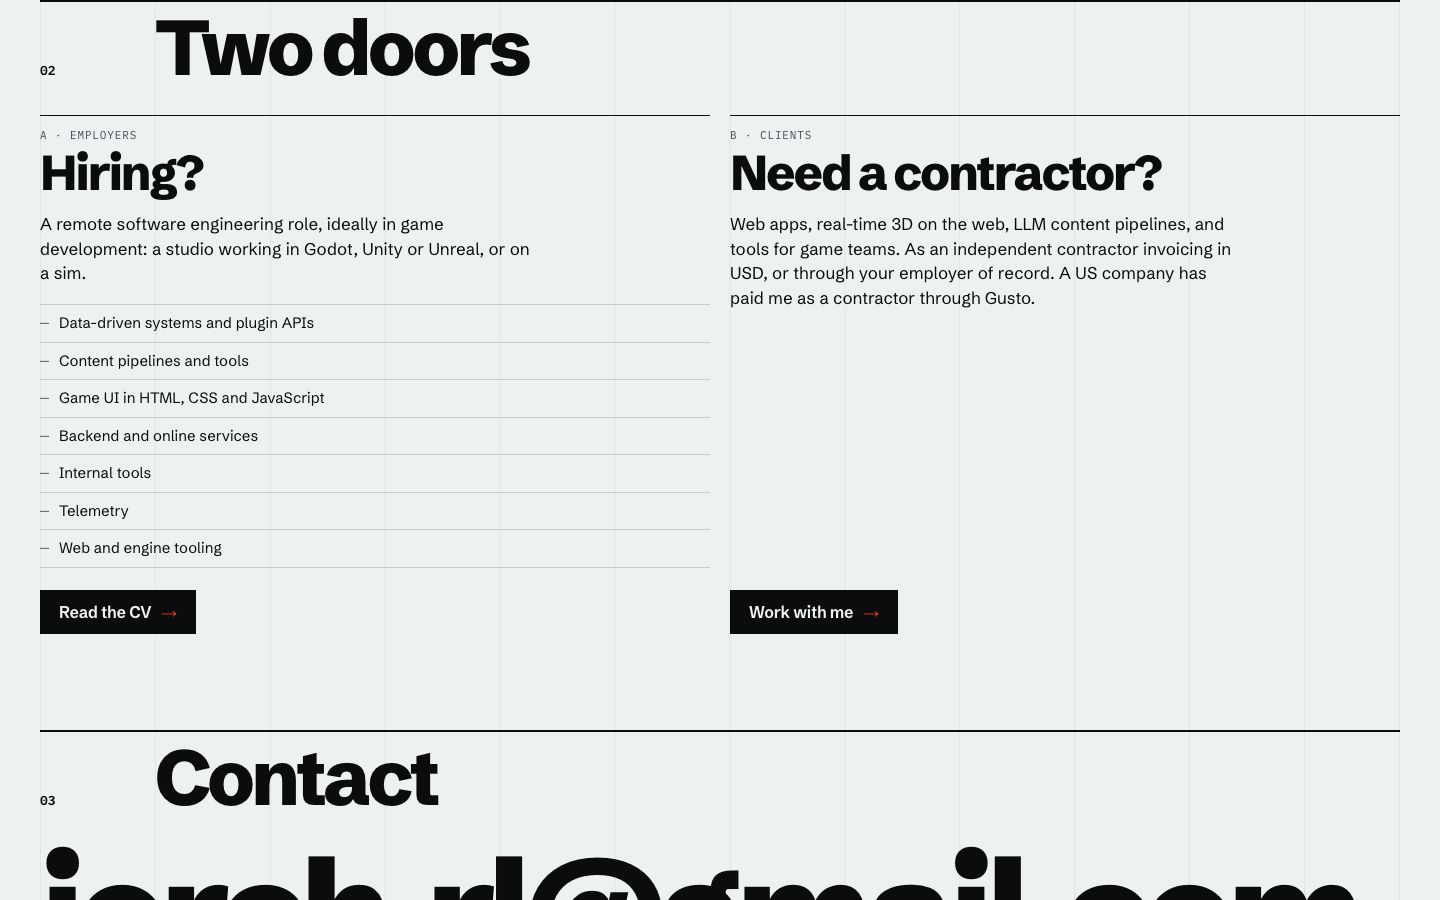 02
Two doors
A · EMPLOYERS
Hiring?
A remote software engineering role, ideally in game
development: a studio working in Godot, Unity or Unreal, or on
a sim.
— Data-driven systems and plugin APIs
— Content pipelines and tools
— Game UI in HTML, CSS and JavaScript
— Backend and online services
— Internal tools
— Telemetry
— Web and engine tooling
Read the CV →
B · CLIENTS
Need a contractor?
Web apps, real-time 3D on the web, LLM content pipelines, and
tools for game teams. As an independent contractor invoicing in
USD, or through your employer of record. A US company has
paid me as a contractor through Gusto.
Work with me →
03
Contact